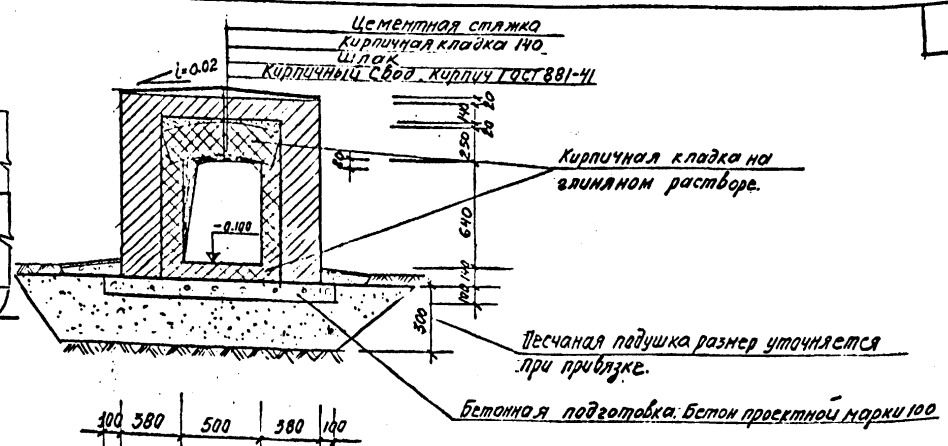 Цементная стяжка
Кирпичная кладка 140
Шлак
Кирпичный свод, кирпич ГОСТ 881-41
i=0.02
20
140
20
250
80
Кирпичная кладка на
глиняном растворе.
640
-0.100
140
100
300
Песчаная подушка размер уточняется
при привязке.
Бетонная подготовка. Бетон проектной марки 100
100 380 500 380 100